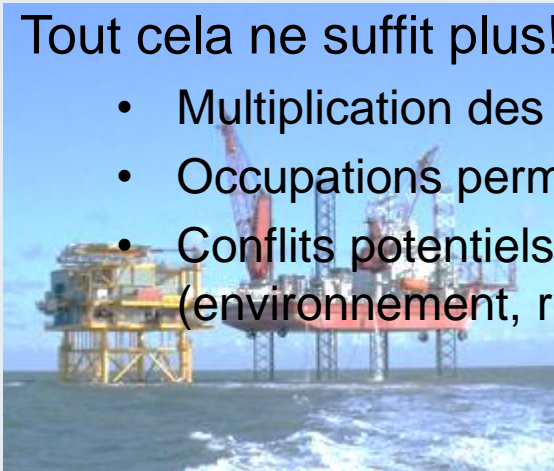 Tout cela ne suffit plus!
• Multiplication des
• Occupations perm
• Conflits potentiels
(environnement, r